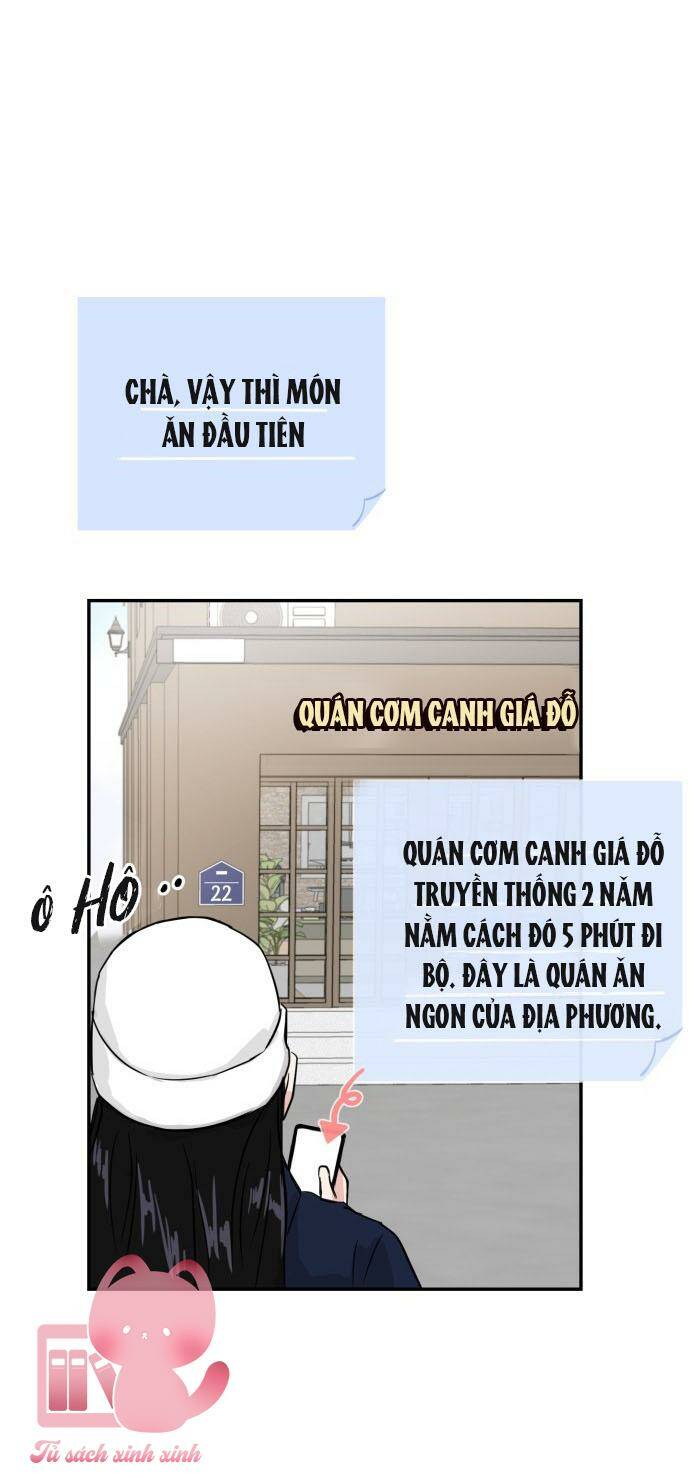 CHÀ, VẬY THÌ MÓN
ĂN ĐẦU TIÊN
QUÁN CƠM CANH GIÁ ĐỖ
QUÁN CƠM CANH GIÁ ĐỖ
TRUYỀN THỐNG 2 NĂM
NẰM CÁCH ĐÓ 5 PHÚT ĐI
BỘ. ĐÂY LÀ QUÁN ĂN
NGON CỦA ĐỊA PHƯƠNG.
22
Ô HÔ ..
Tủ sách xinh xinh